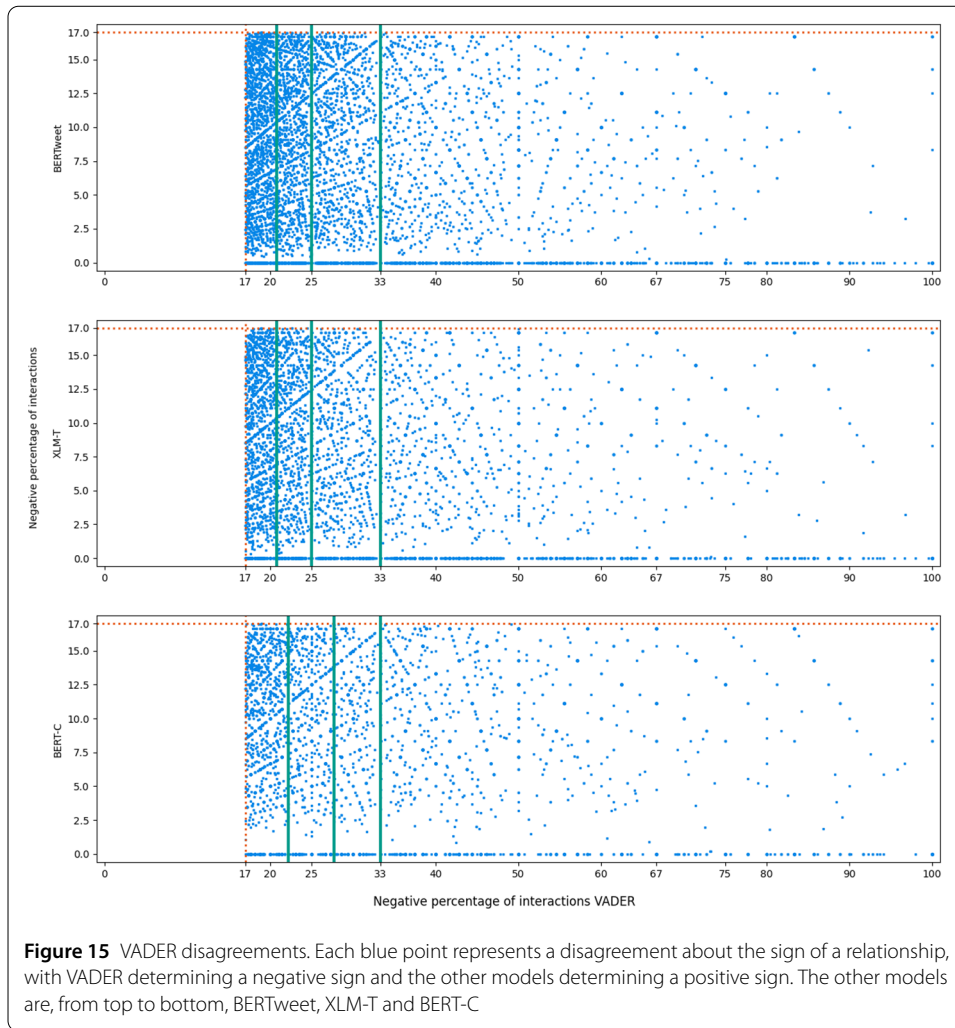 17.0
15.0
12.5
10.0
7.5
5.0
2.5
0.0
BERTweet
0 17 20 25 33 40 50 60 67 80 90 100
Negative percentage of interactions
17.0
15.0
12.5
10.0
7.5
5.0
2.5
0.0
XLM-T
0 17 20 25 33 40 50 60 67 80 90 100
17.0
15.0
12.5
10.0
7.5
5.0
2.5
0.0
BERT-C
0 17 20 25 33 40 50 60 67 80 90 100
Negative percentage of interactions VADER
Figure 15 VADER disagreements. Each blue point represents a disagreement about the sign of a relationship,
with VADER determining a negative sign and the other models determining a positive sign. The other models
are, from top to bottom, BERTweet, XLM-T and BERT-C